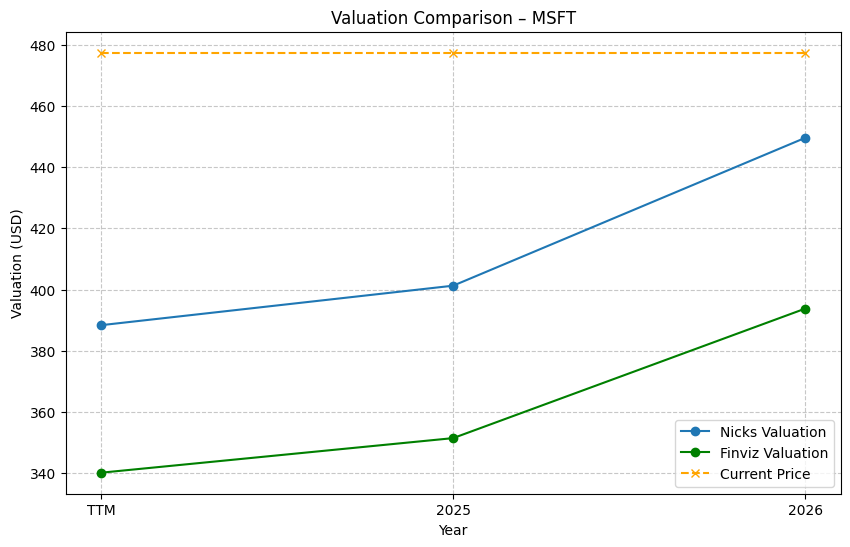 Valuation Comparison – MSFT
Valuation (USD)
480
460
440
420
400
380
360
340
TTM
2025
2026
Year
Nicks Valuation
Finviz Valuation
Current Price